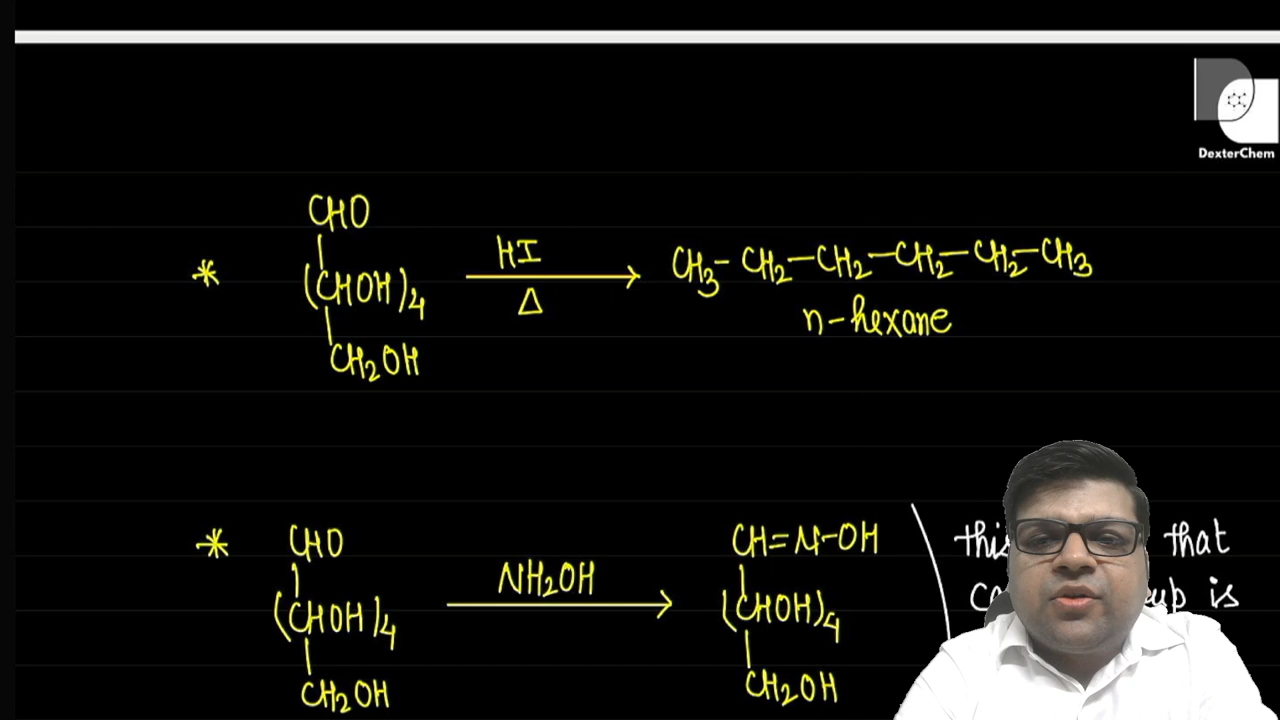 DexterChem
* CHO
(CHOH)4
CH2OH
HI
Δ
CH3-CH2-CH2-CH2-CH2-CH3
n-hexane
* CHO
(CHOH)4
CH2OH
NH2OH
CH=N-OH
(CHOH)4
CH2OH
that
is